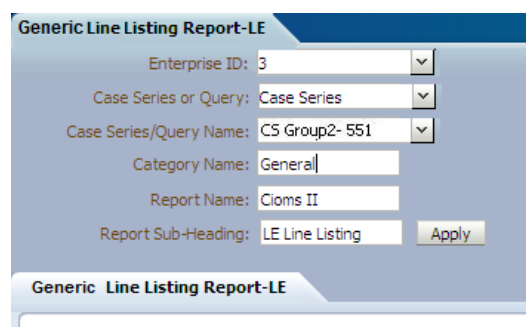 Generic Line Listing Report-LE
Enterprise ID: 3
Case Series or Query: Case Series
Case Series/Query Name: CS Group2- 551
Category Name: General
Report Name: Cioms II
Report Sub-Heading: LE Line Listing Apply
Generic Line Listing Report-LE